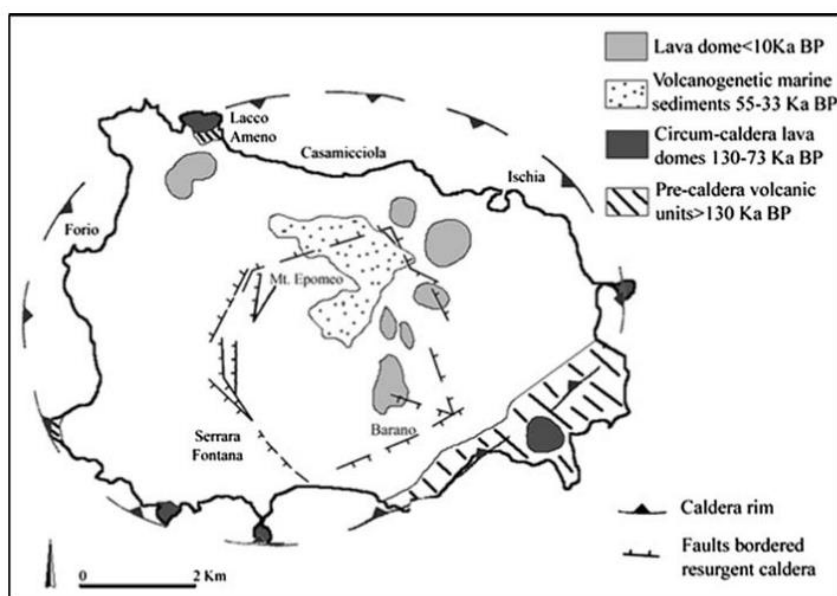 Lava dome<10Ka BP
Volcanogenetic marine
sediments 55-33 Ka BP
Circum-caldera lava
domes 130-73 Ka BP
Pre-caldera volcanic
units>130 Ka BP
Lacco
Ameno
Casamicciola
Ischia
Forio
Mt. Epomeo
Serrara
Fontana
Barano
Caldera rim
Faults bordered
resurgent caldera
0 2 Km